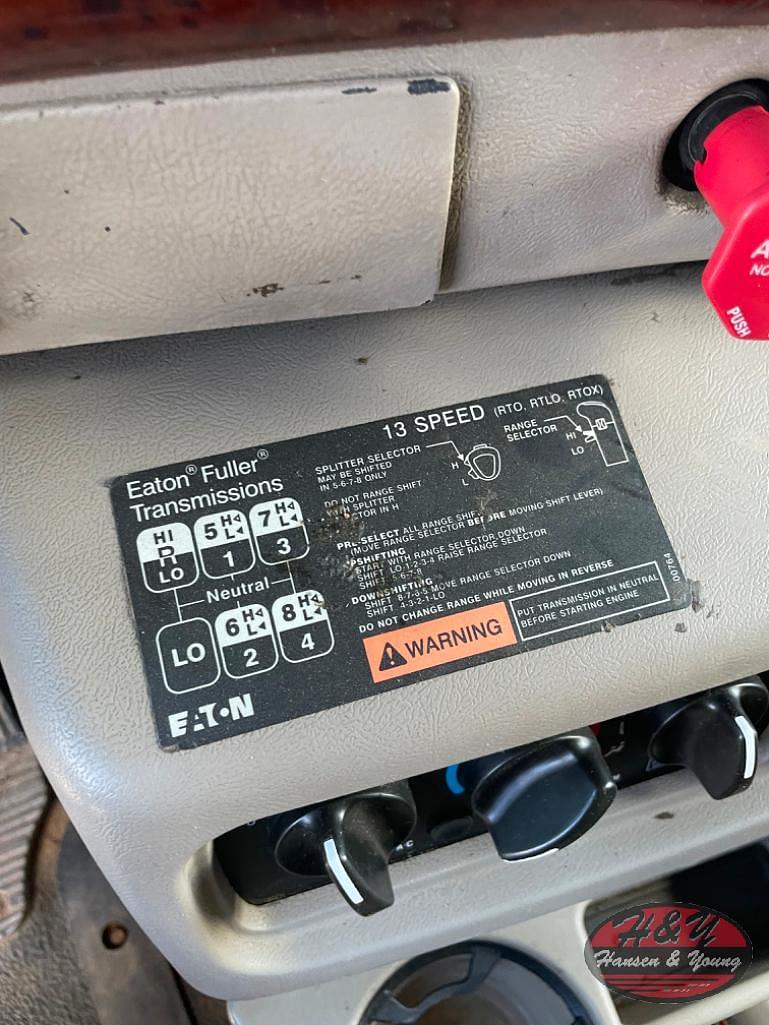 13 SPEED (RTO, RTLO, RTOX)
Eaton® Fuller®
Transmissions
HI
R
LO
5 H L
1
7 H L
3
Neutral
LO
6 H L
2
8 H L
4
EATON
SPLITTER SELECTOR
MAY BE SHIFTED
IN 5-6-7-8 ONLY
H
L
RANGE
SELECTOR
HI
LO
DO NOT RANGE SHIFT
WITH SPLITTER
IN H
PRE-SELECT ALL RANGE SHIFTS
(MOVE RANGE SELECTOR BEFORE MOVING SHIFT LEVER)
UPSHIFTING
START WITH RANGE SELECTOR DOWN
SHIFT LO-1-2-3-4 RAISE RANGE SELECTOR
SHIFT 5-6-7-8
DOWNSHIFTING
SHIFT 8-7-6-5 MOVE RANGE SELECTOR DOWN
SHIFT 4-3-2-1-LO
DO NOT CHANGE RANGE WHILE MOVING IN REVERSE
WARNING
PUT TRANSMISSION IN NEUTRAL
BEFORE STARTING ENGINE
PUSH
H&Y
Hansen & Young